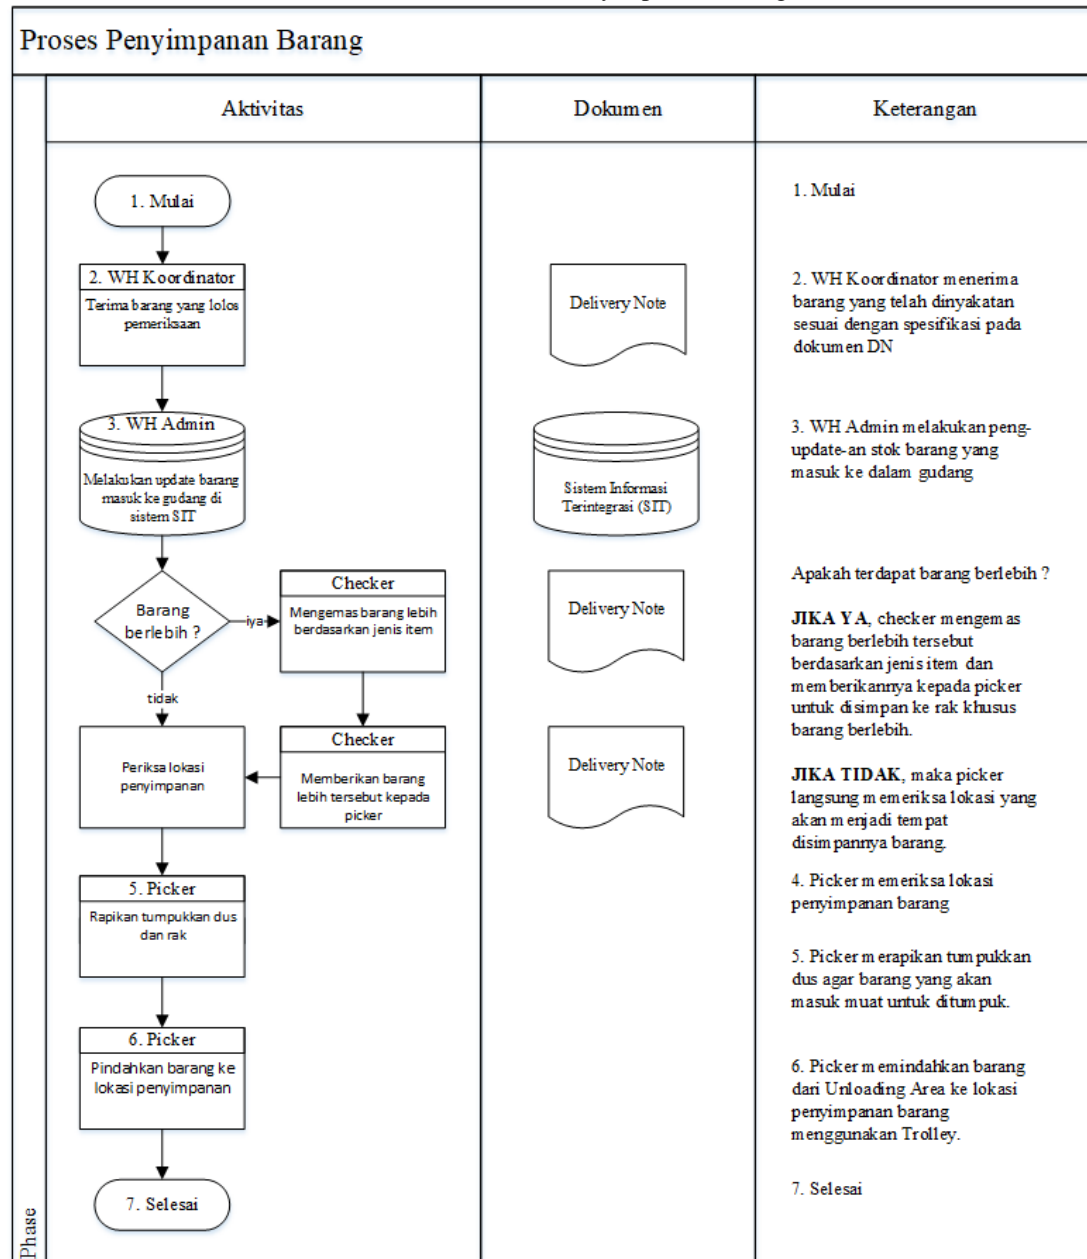 Proses Penyimpanan Barang
Aktivitas
Dokumen
Keterangan
1. Mulai
2. WH Koordinator
Terima barang yang lolos
pemeriksaan
3. WH Admin
Melakukan update barang
masuk ke gudang di
sistem SIT
Barang
berlebih ?
iya
tidak
Checker
Mengemas barang lebih
berdasarkan jenis item
Checker
Memberikan barang
lebih tersebut kepada
picker
Periksa lokasi
penyimpanan
5. Picker
Rapikan tumpukkan dus
dan rak
6. Picker
Pindahkan barang ke
lokasi penyimpanan
7. Selesai
Delivery Note
Sistem Informasi
Terintegrasi (SIT)
Delivery Note
Delivery Note
1. Mulai
2. WH Koordinator menerima
barang yang telah dinyatakan
sesuai dengan spesifikasi pada
dokumen DN
3. WH Admin melakukan peng-
update-an stok barang yang
masuk ke dalam gudang
Apakah terdapat barang berlebih ?
JIKA YA, checker mengemas
barang berlebih tersebut
berdasarkan jenis item dan
memberikannya kepada picker
untuk disimpan ke rak khusus
barang berlebih.
JIKA TIDAK, maka picker
langsung memeriksa lokasi yang
akan menjadi tempat
disimpannya barang.
4. Picker memeriksa lokasi
penyimpanan barang
5. Picker merapikan tumpukkan
dus agar barang yang akan
masuk muat untuk ditumpuk.
6. Picker memindahkan barang
dari Unloading Area ke lokasi
penyimpanan barang
menggunakan Trolley.
7. Selesai
Phase